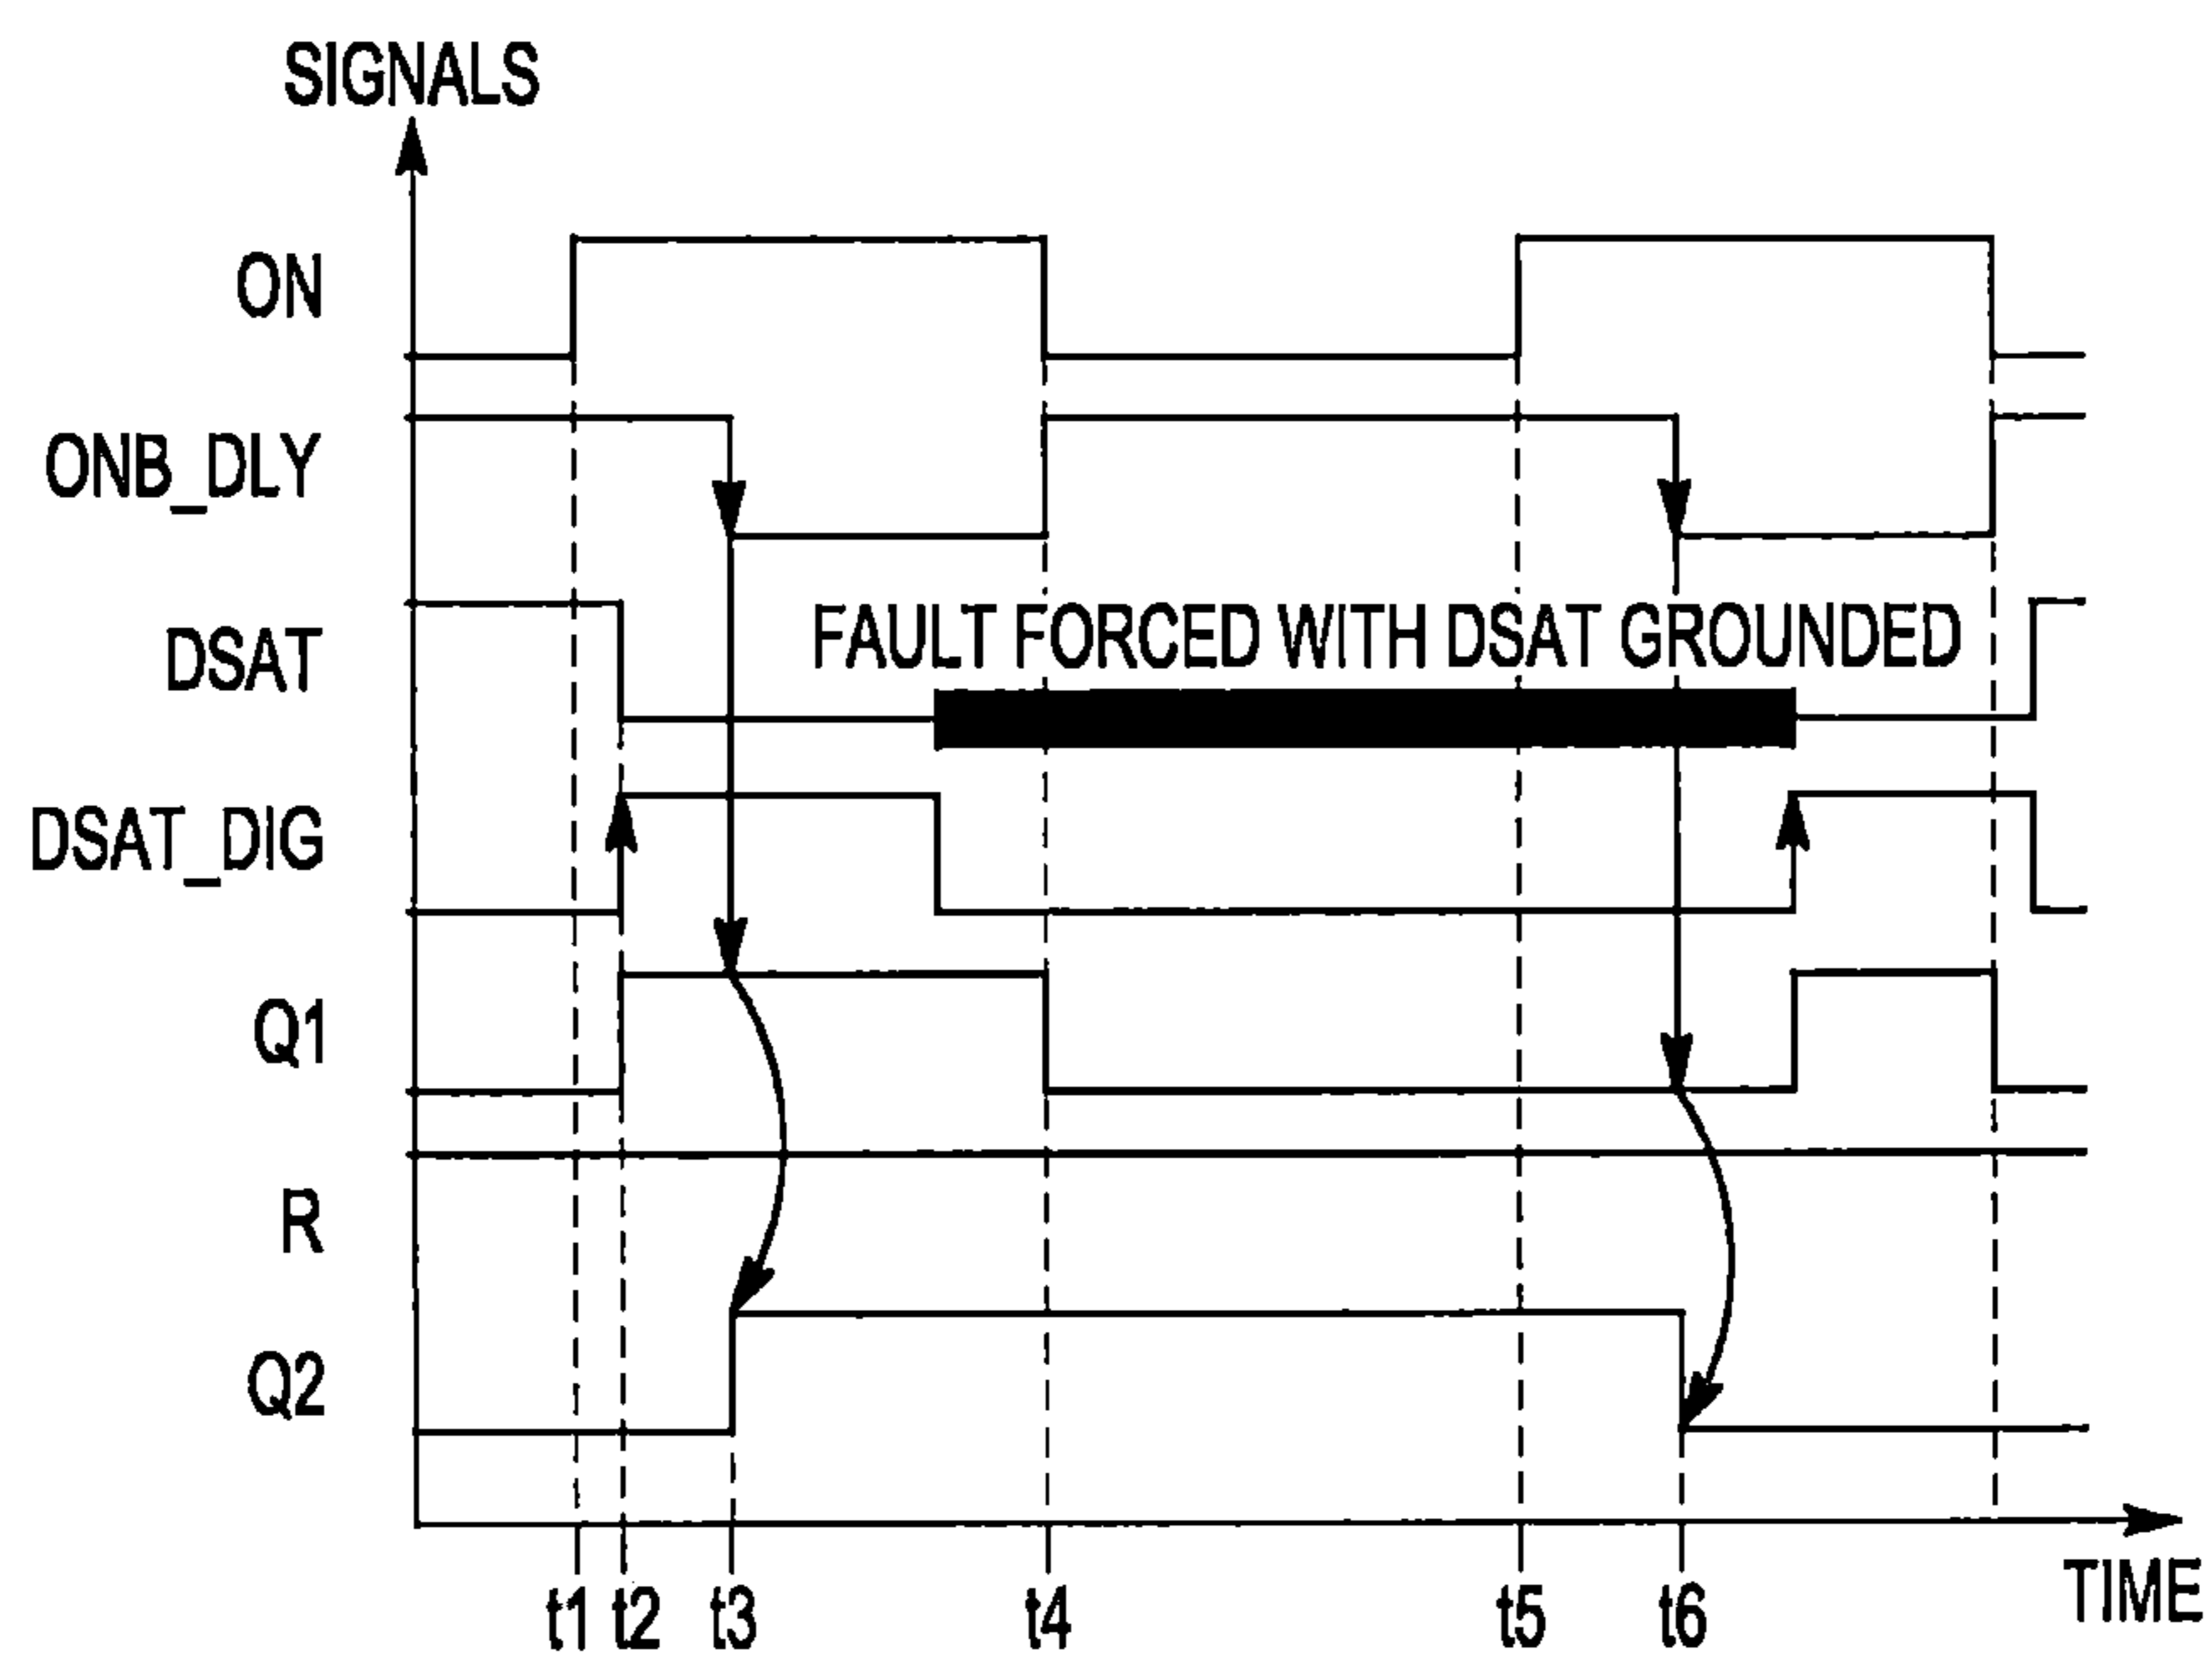 SIGNALS
ON
ONB_DLY
DSAT
FAULT FORCED WITH DSAT GROUNDED
DSAT_DIG
Q1
R
Q2
t1 t2 t3 t4 t5 t6
TIME